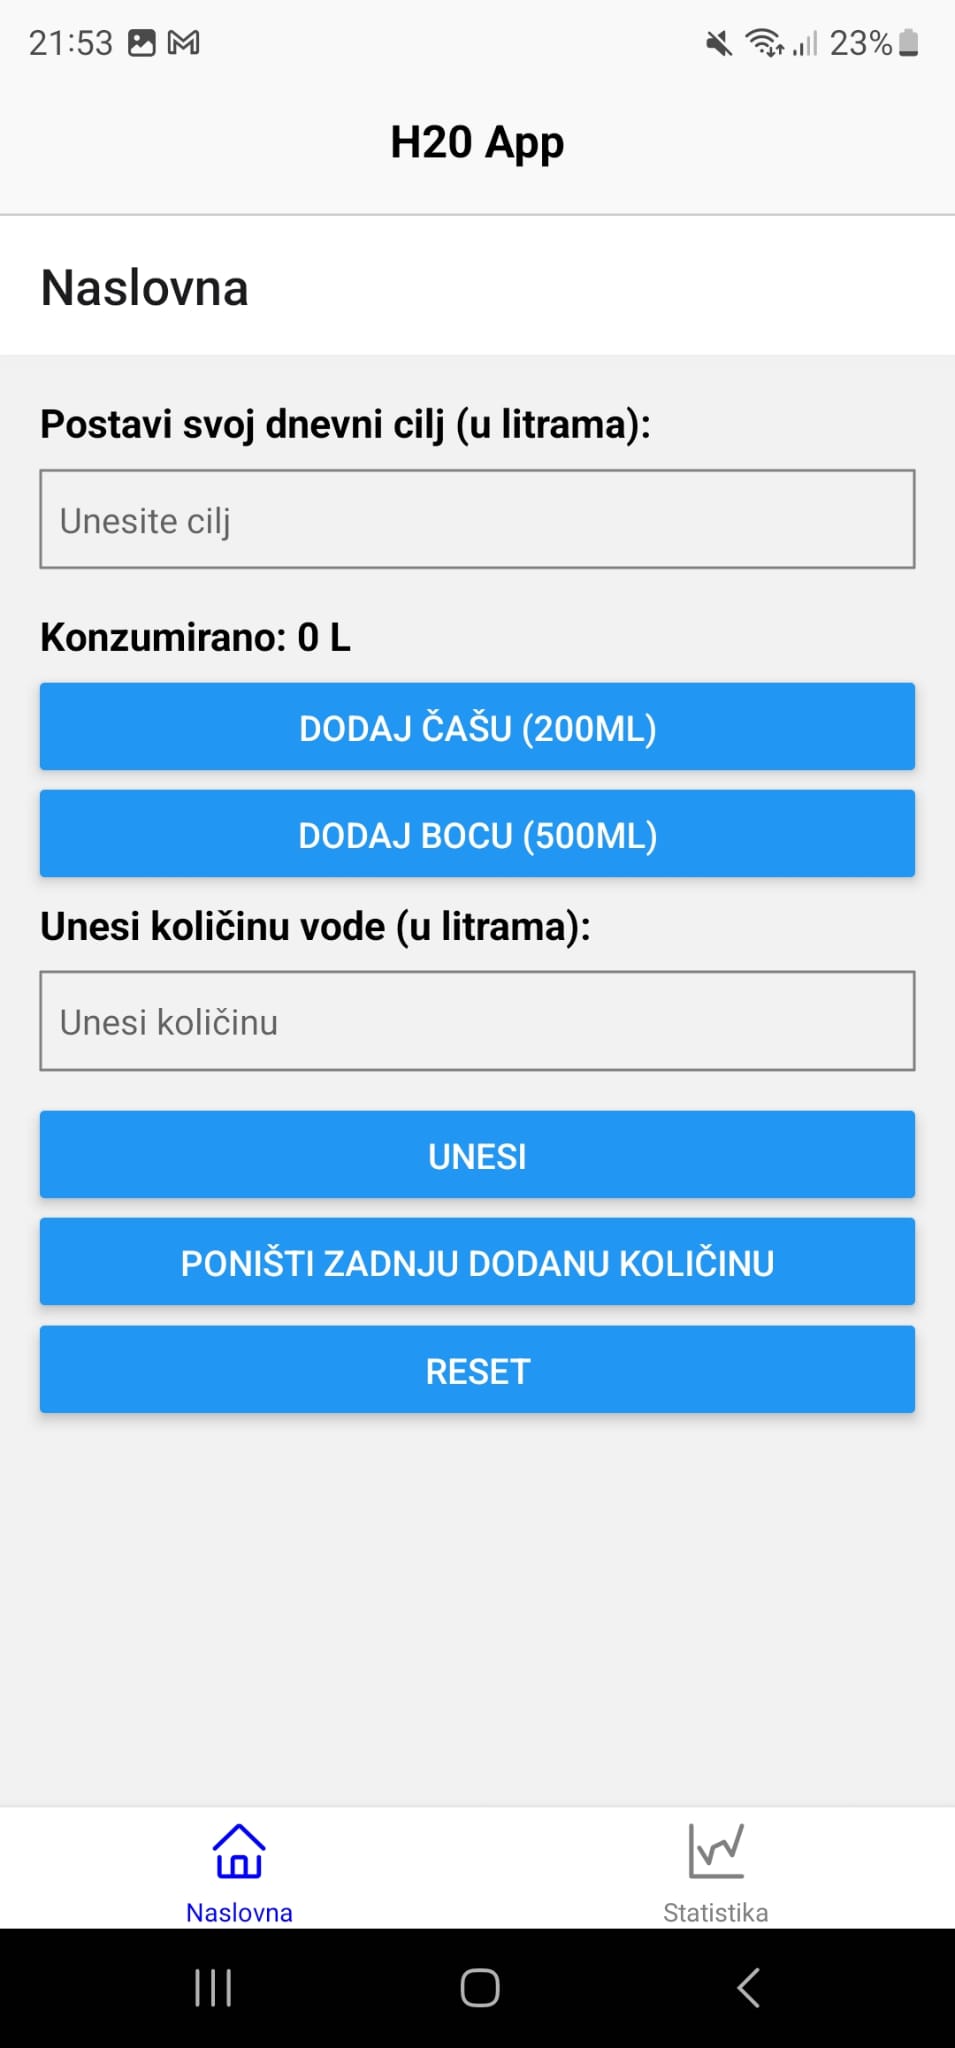 21:53
23%
H20 App
Naslovna
Postavi svoj dnevni cilj (u litrama):
Unesite cilj
Konzumirano: 0 L
DODAJ ČAŠU (200ML)
DODAJ BOCU (500ML)
Unesi količinu vode (u litrama):
Unesi količinu
UNESI
PONIŠTI ZADNJU DODANU KOLIČINU
RESET
Naslovna
Statistika